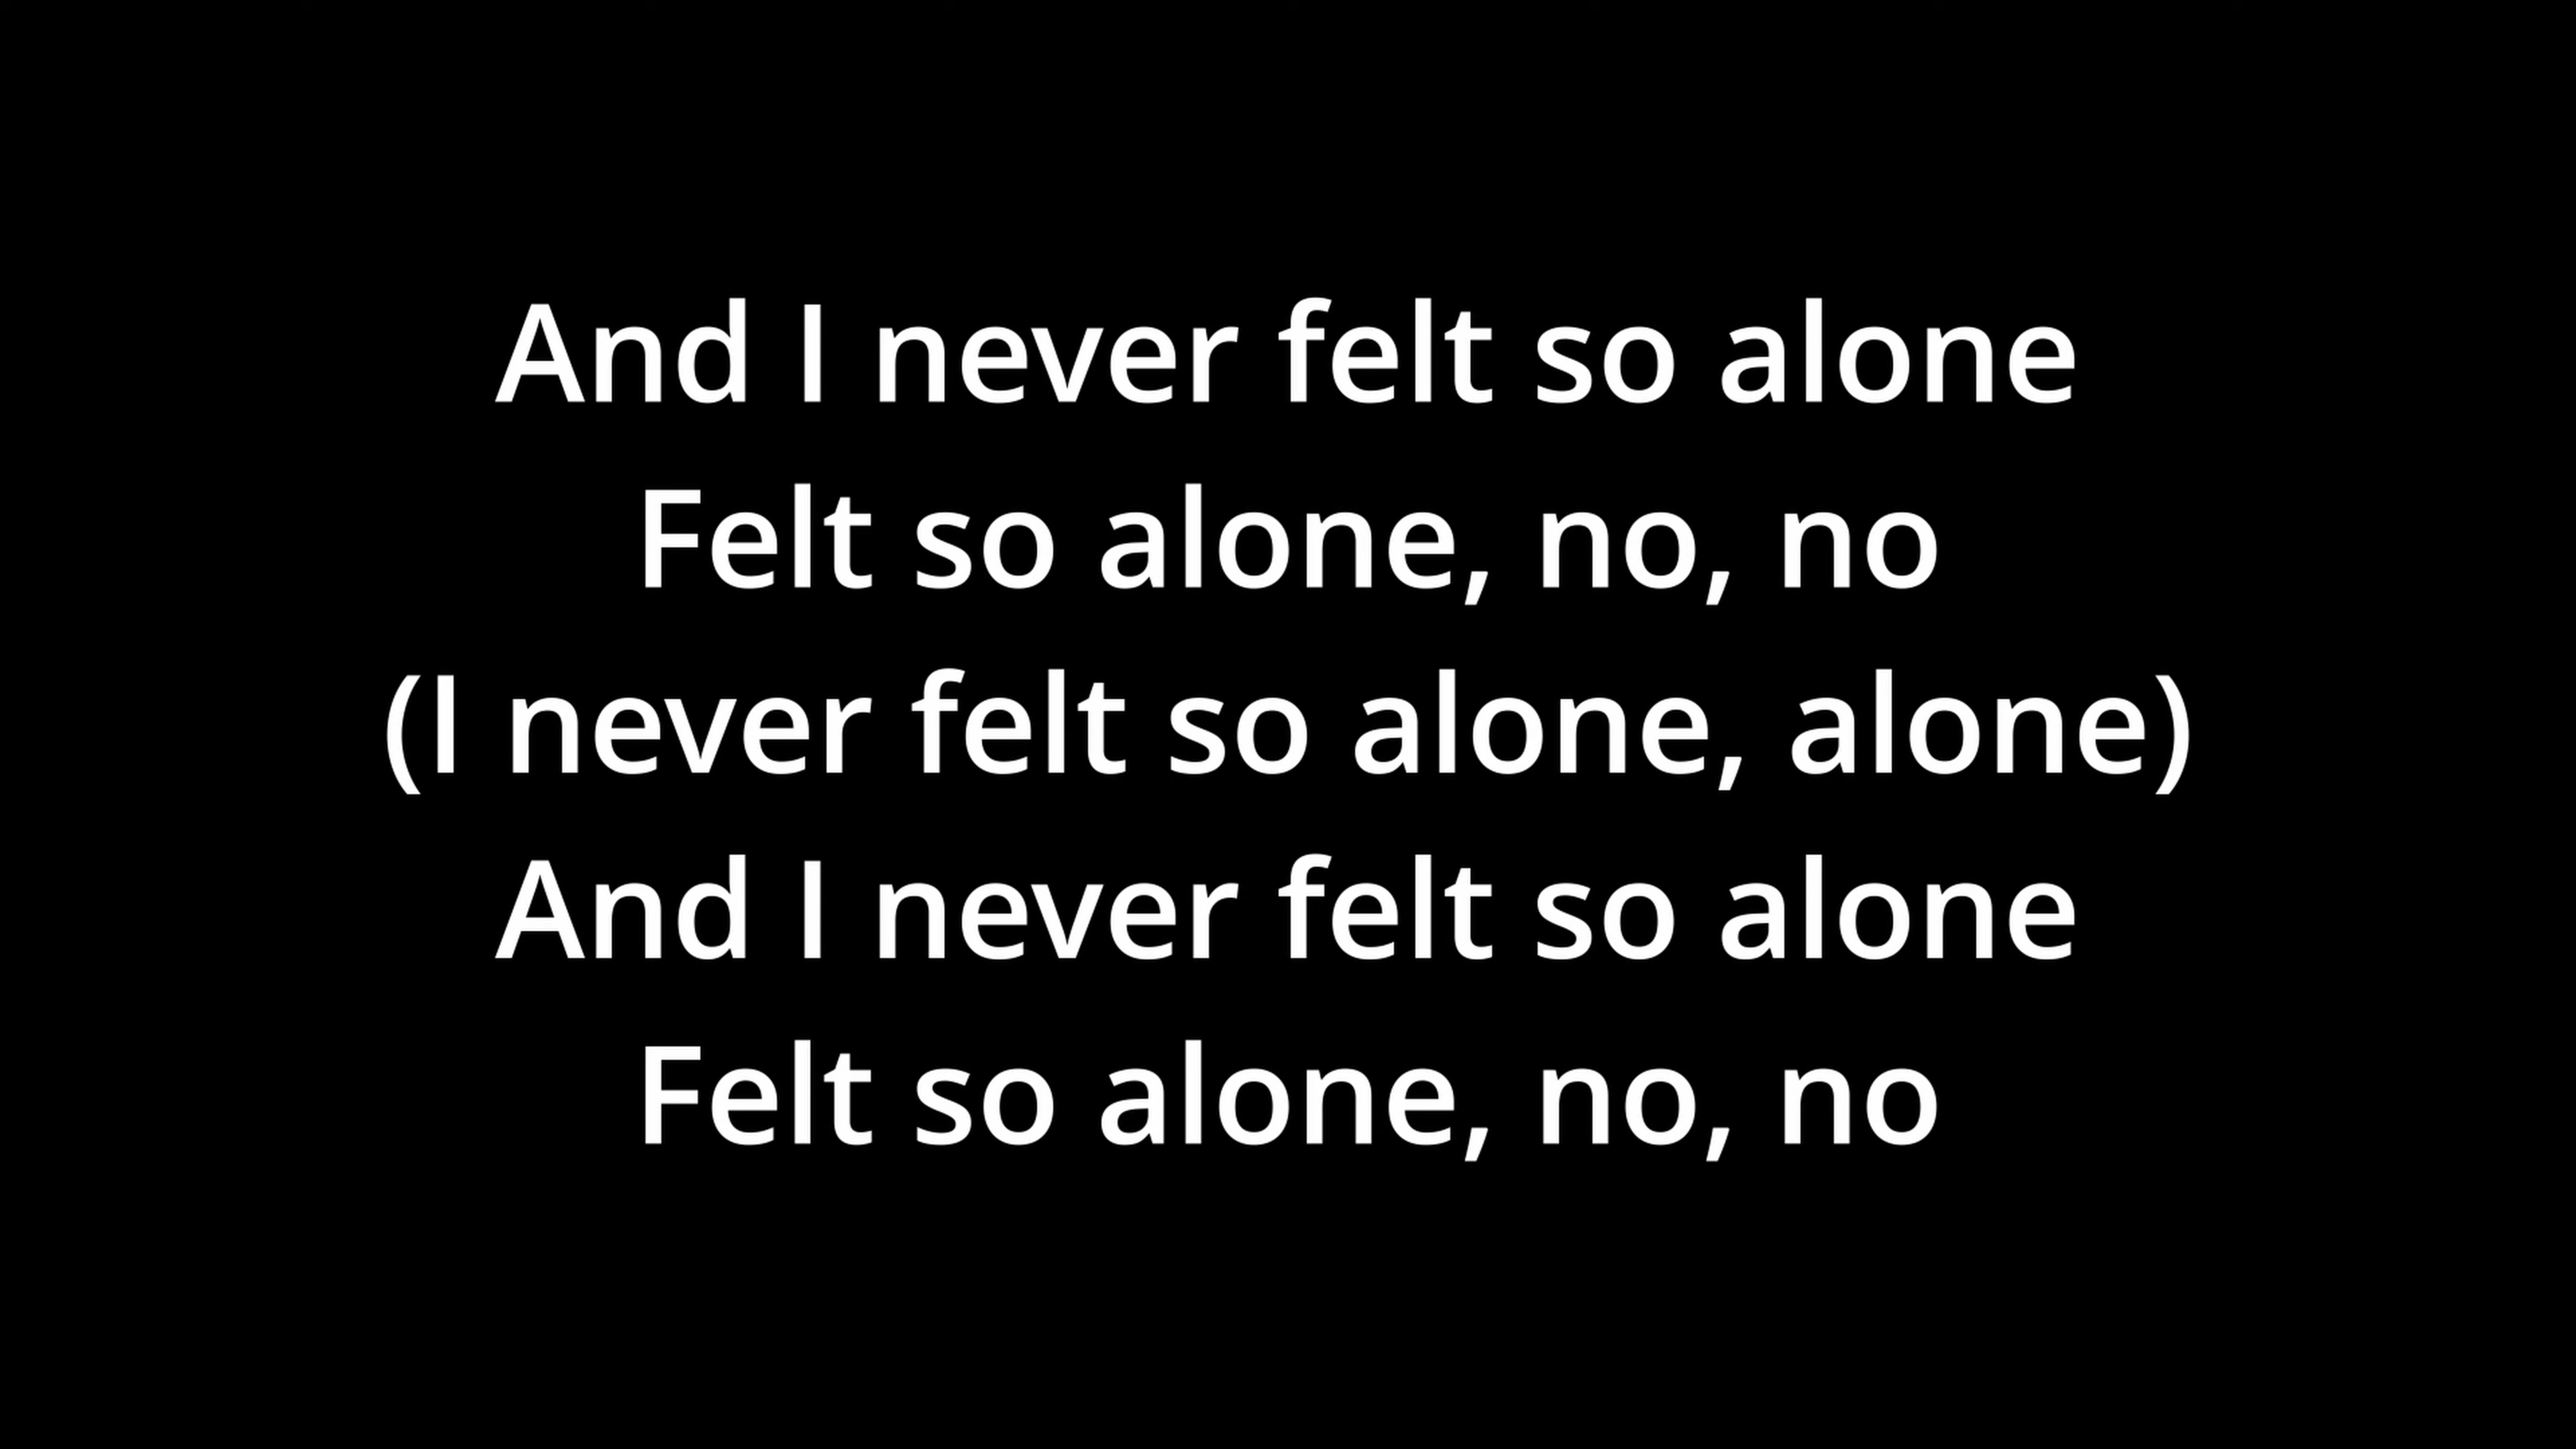 And I never felt so alone
Felt so alone, no, no
(I never felt so alone, alone)
And I never felt so alone
Felt so alone, no, no